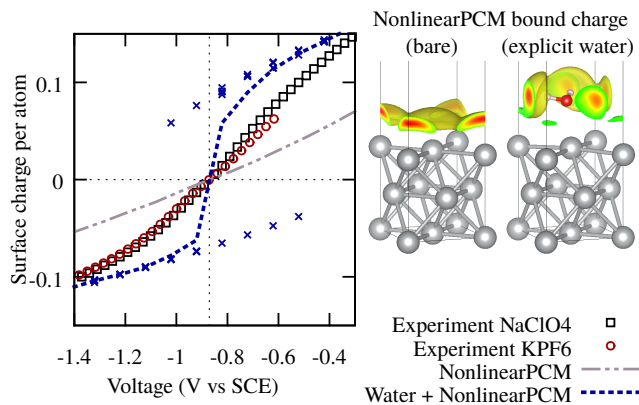 NonlinearPCM bound charge
(bare) (explicit water)
0.1
0
-0.1
Surface charge per atom
-1.4 -1.2 -1 -0.8 -0.6 -0.4
Voltage (V vs SCE)
Experiment NaClO4
Experiment KPF6
NonlinearPCM
Water + NonlinearPCM